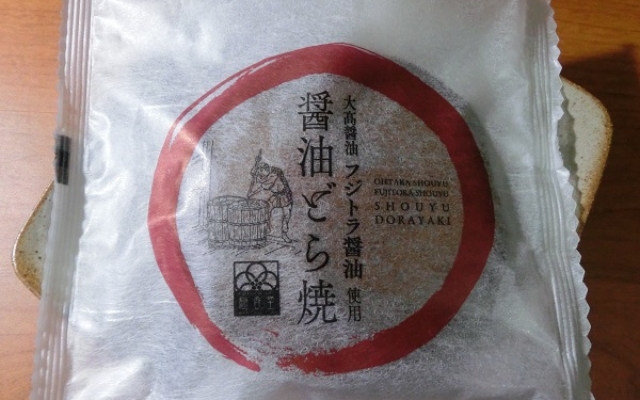 大高醤油 フジトラ醤油 使用
醤油どら焼
OHTAKA SHOUYU
FUJITORA SHOUYU
SHOUYU
DORAYAKI